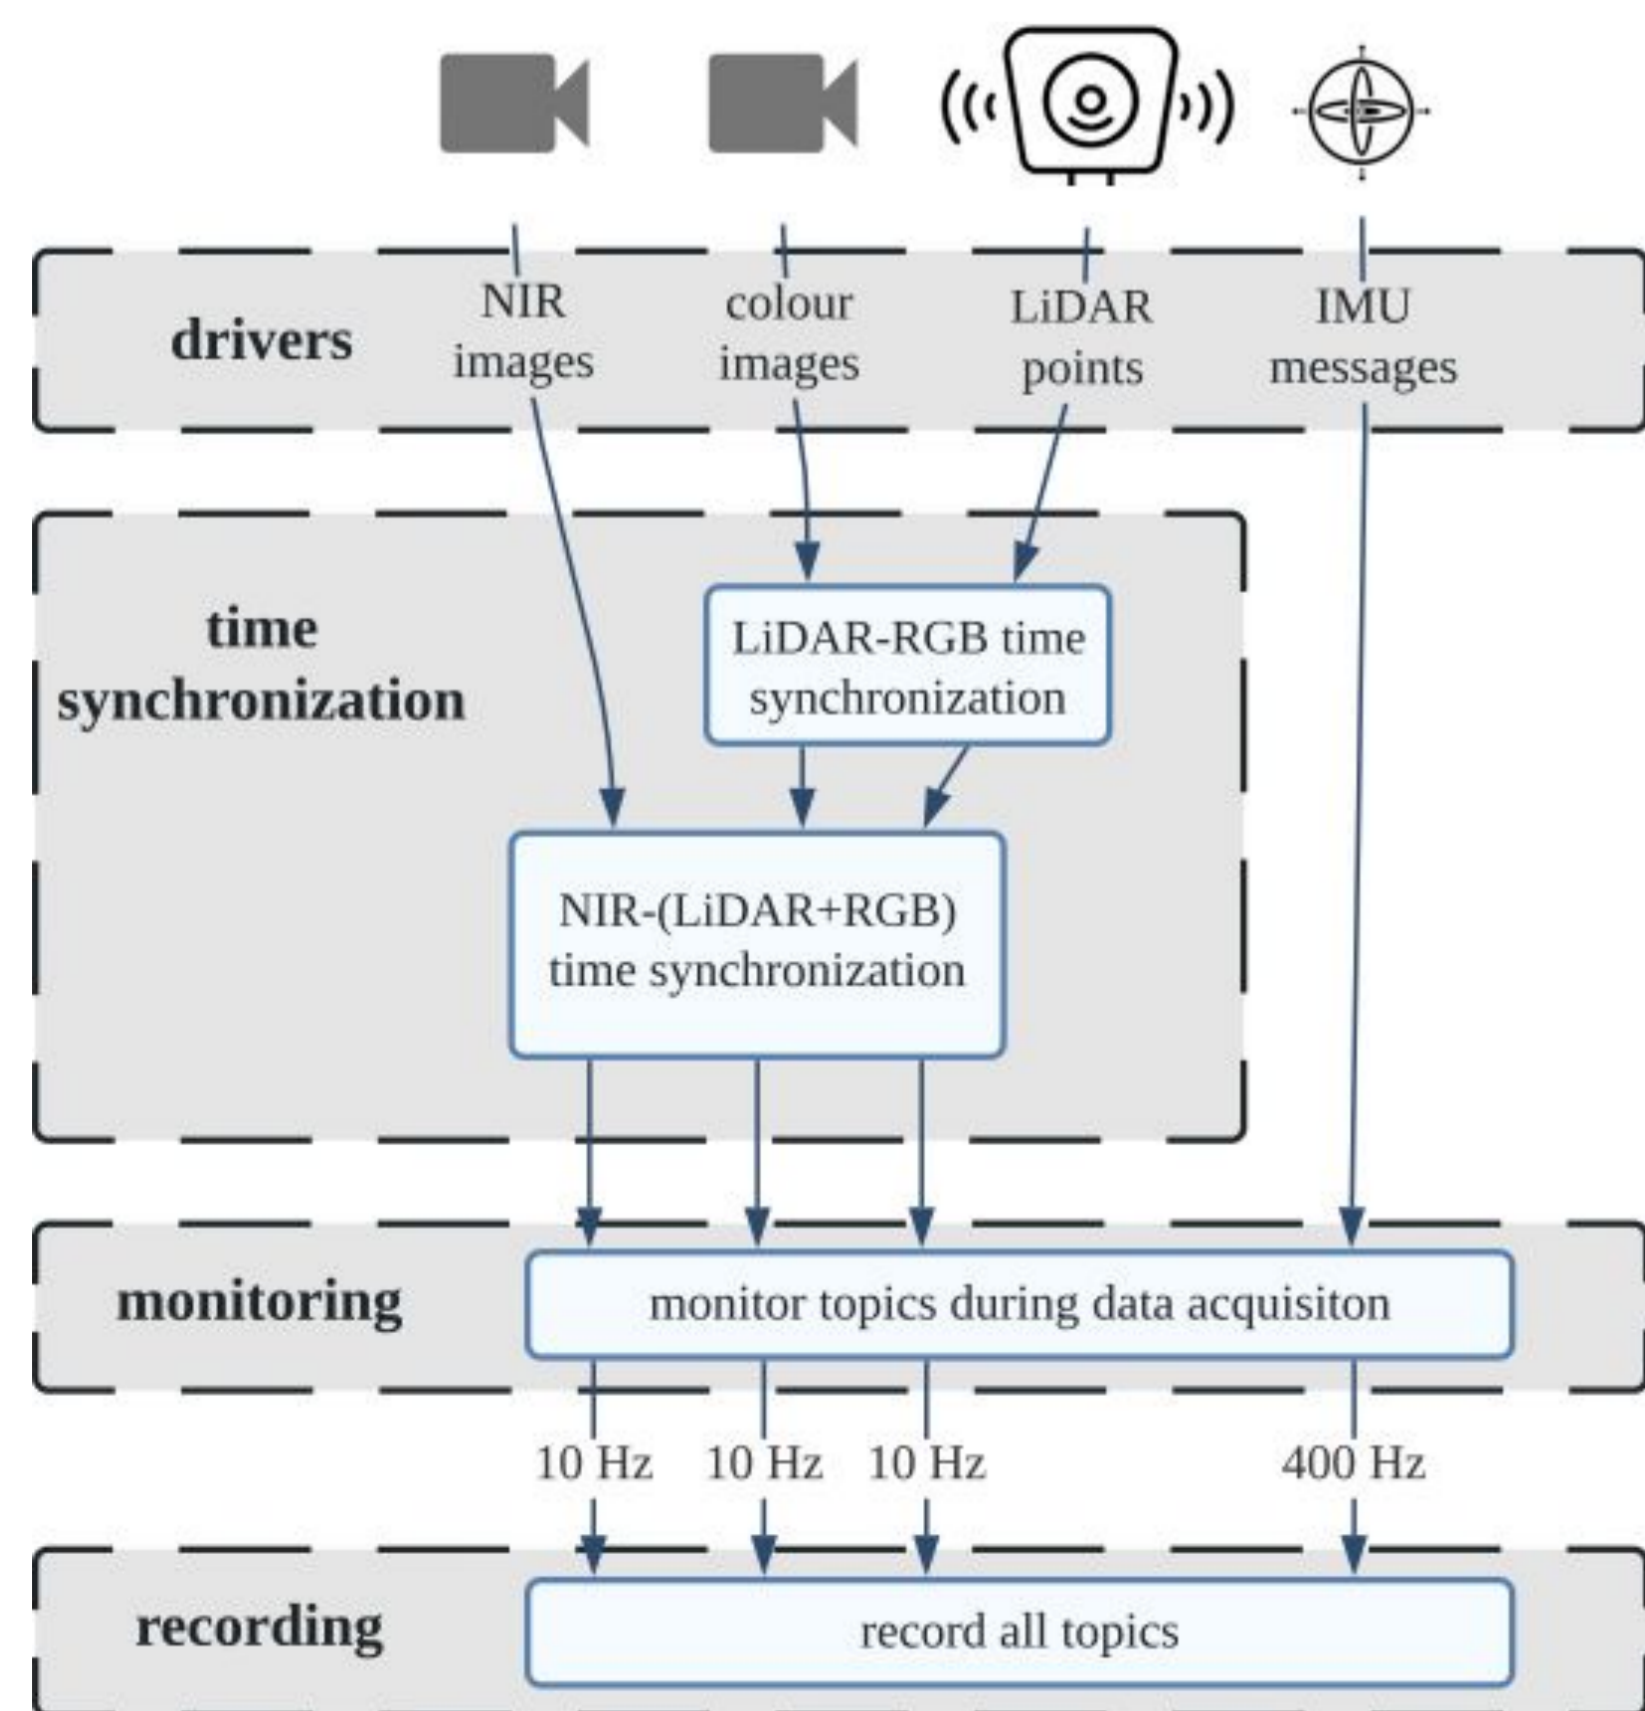 drivers
NIR
images
colour
images
LiDAR
points
IMU
messages
time
synchronization
LiDAR-RGB time
synchronization
NIR-(LiDAR+RGB)
time synchronization
monitoring
monitor topics during data acquisiton
10 Hz
10 Hz
10 Hz
400 Hz
recording
record all topics